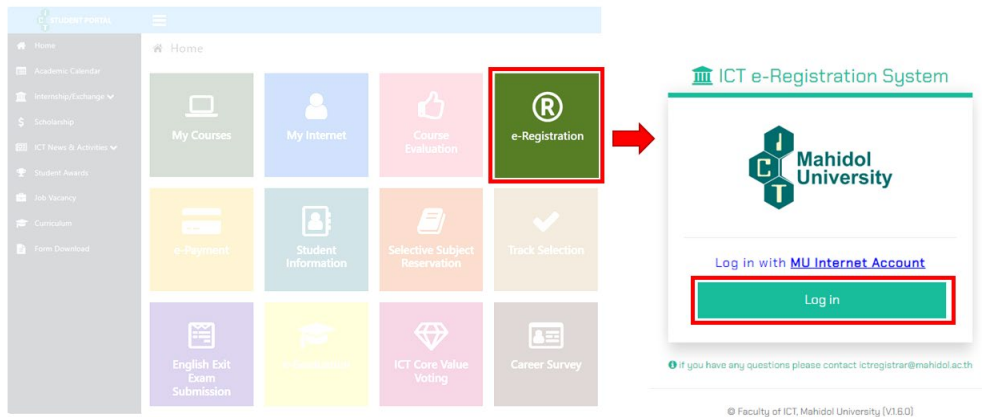 STUDENT PORTAL
Home
Academic Calendar
Internship/Exchange
Scholarship
ICT News & Activities
Student Awards
Job Vacancy
Curriculum
Form Download
Home
My Courses
My Internet
Course
Evaluation
R
e-Registration
e-Payment
Student
Information
Selective Subject
Reservation
Track Selection
English Exit
Exam
Submission
ICT Core Value
Voting
Career Survey
ICT e-Registration System
I
C
T
Mahidol
University
Log in with MU Internet Account
Log in
if you have any questions please contact ictregistrar@mahidol.ac.th
© Faculty of ICT, Mahidol University (V.1.6.0)